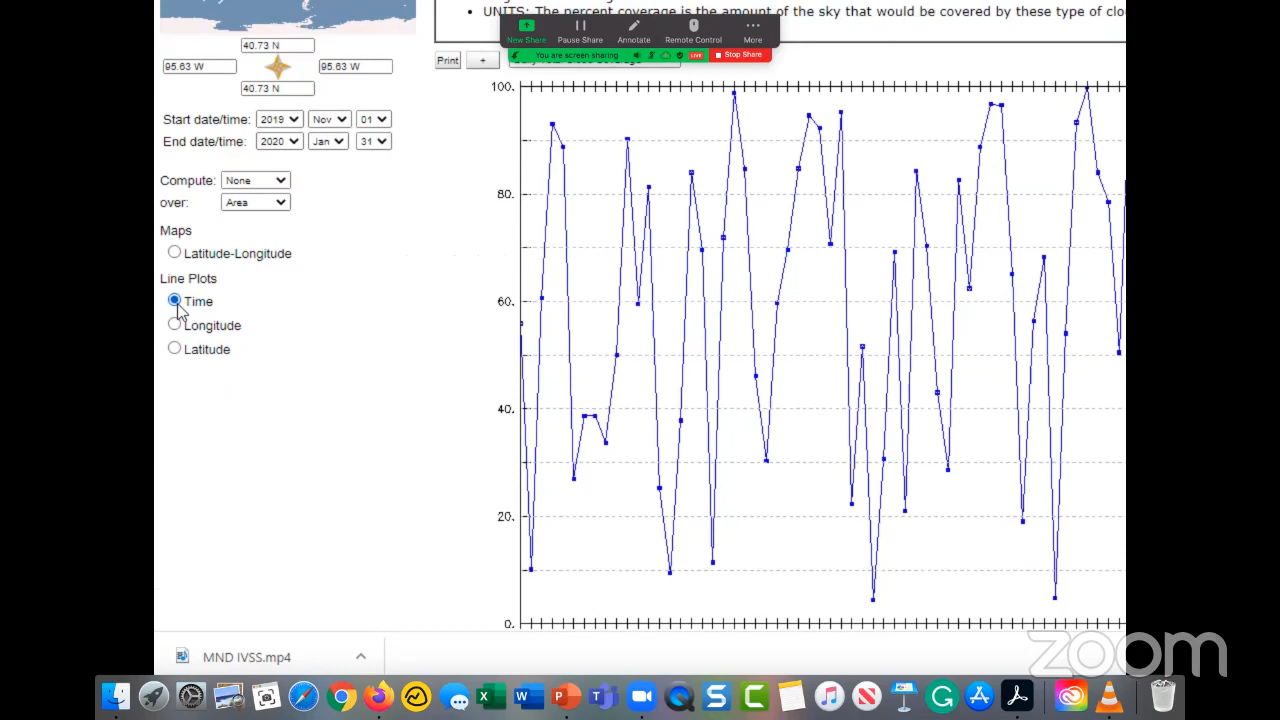 UNITS: The percent coverage is the amount of the sky that would be covered by these type of clo
New Share Pause Share Annotate Remote Control More
You are screen sharing LIVE Stop Share
40.73 N
95.63 W 95.63 W
40.73 N
Print +
Start date/time: 2019 Nov 01
End date/time: 2020 Jan 31
Compute: None
over: Area
Maps
Latitude-Longitude
Line Plots
Time
Longitude
Latitude
100.
80.
60.
40.
20.
0.
MND IVSS.mp4
zoom